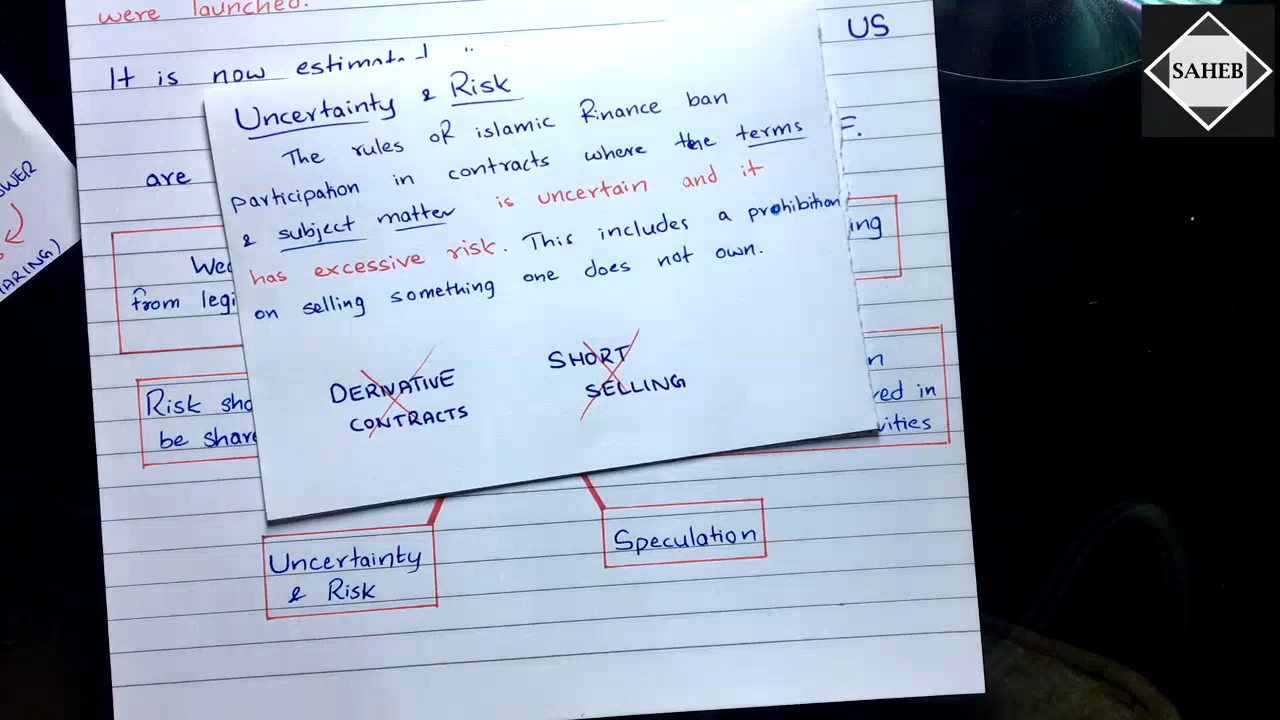 were launched.
US
SAHEB
It is now
Uncertainty & Risk
The rules of islamic finance ban
participation in contracts where the terms
F.
& subject matter is uncertain and it
has excessive risk. This includes a prohibition
on selling something one does not own.
DERIVATIVE
CONTRACTS
SHORT
SELLING
are
OWER
HARING)
Wea
from legi
ing
Risk sho
be share
n
ved in
vities
Uncertainty
& Risk
Speculation